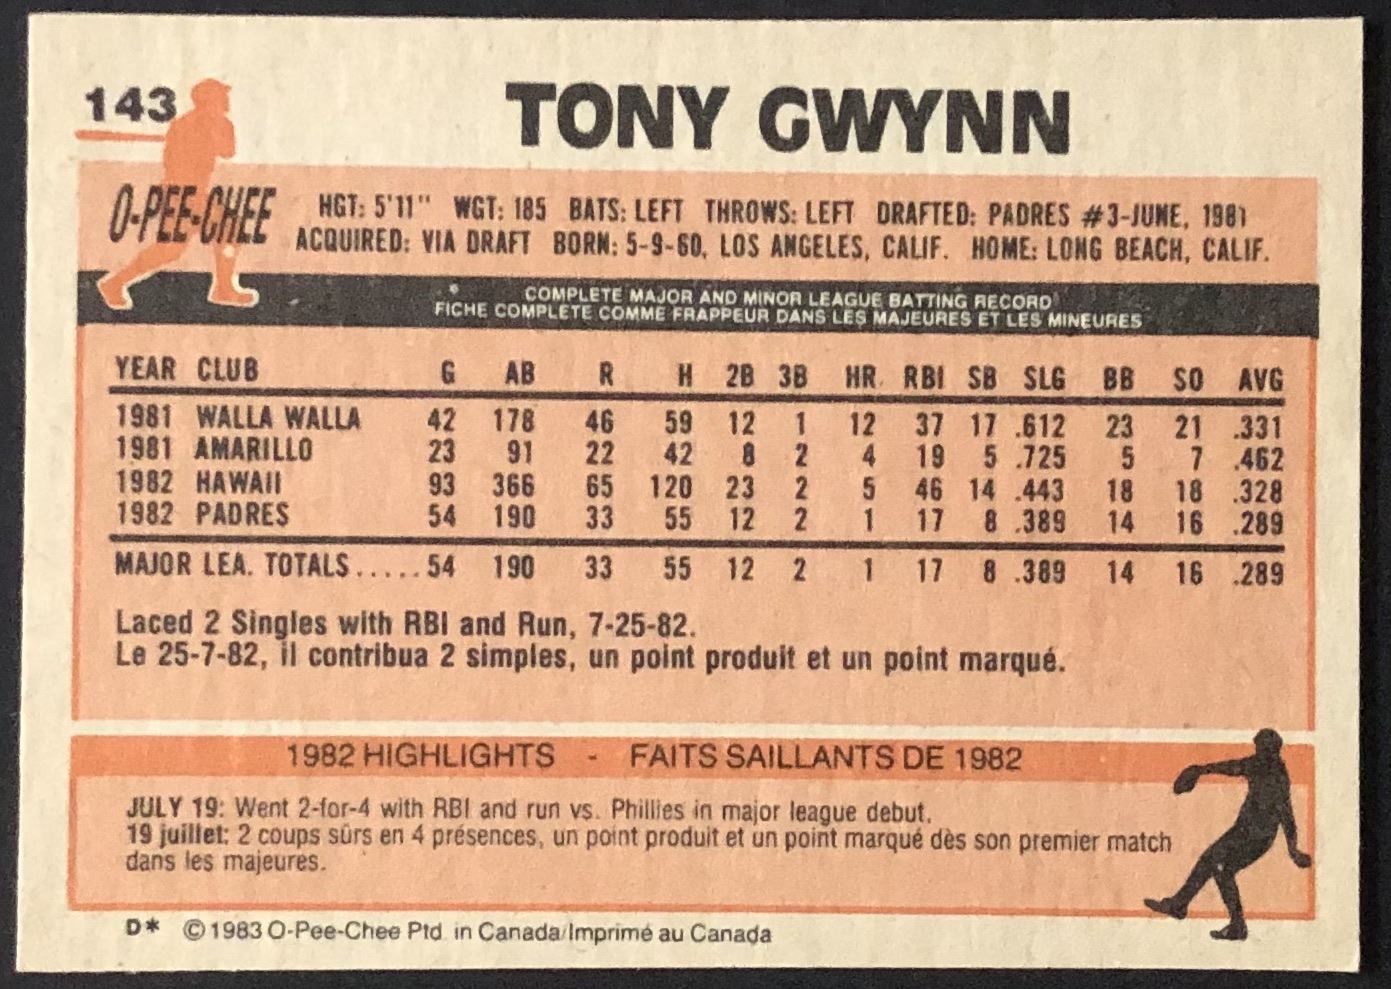 143
TONY GWYNN
O-PEE-CHEE
HGT: 5'11" WGT: 185 BATS: LEFT THROWS: LEFT DRAFTED: PADRES #3-JUNE, 1981
ACQUIRED: VIA DRAFT BORN: 5-9-60, LOS ANGELES, CALIF. HOME: LONG BEACH, CALIF.
COMPLETE MAJOR AND MINOR LEAGUE BATTING RECORD
FICHE COMPLETE COMME FRAPPEUR DANS LES MAJEURES ET LES MINEURES
YEAR CLUB G AB R H 2B 3B HR RBI SB SLG BB SO AVG
1981 WALLA WALLA 42 178 46 59 12 1 12 37 17 .612 23 21 .331
1981 AMARILLO 23 91 22 42 8 2 4 19 5 .725 5 7 .462
1982 HAWAII 93 366 65 120 23 2 5 46 14 .443 18 18 .328
1982 PADRES 54 190 33 55 12 2 1 17 8 .389 14 16 .289
MAJOR LEA. TOTALS.....54 190 33 55 12 2 1 17 8 .389 14 16 .289
Laced 2 Singles with RBI and Run, 7-25-82.
Le 25-7-82, il contribua 2 simples, un point produit et un point marqué.
1982 HIGHLIGHTS - FAITS SAILLANTS DE 1982
JULY 19: Went 2-for-4 with RBI and run vs. Phillies in major league debut.
19 juillet: 2 coups sûrs en 4 présences, un point produit et un point marqué dès son premier match
dans les majeures.
D* ©1983 O-Pee-Chee Ptd in Canada/Imprimé au Canada